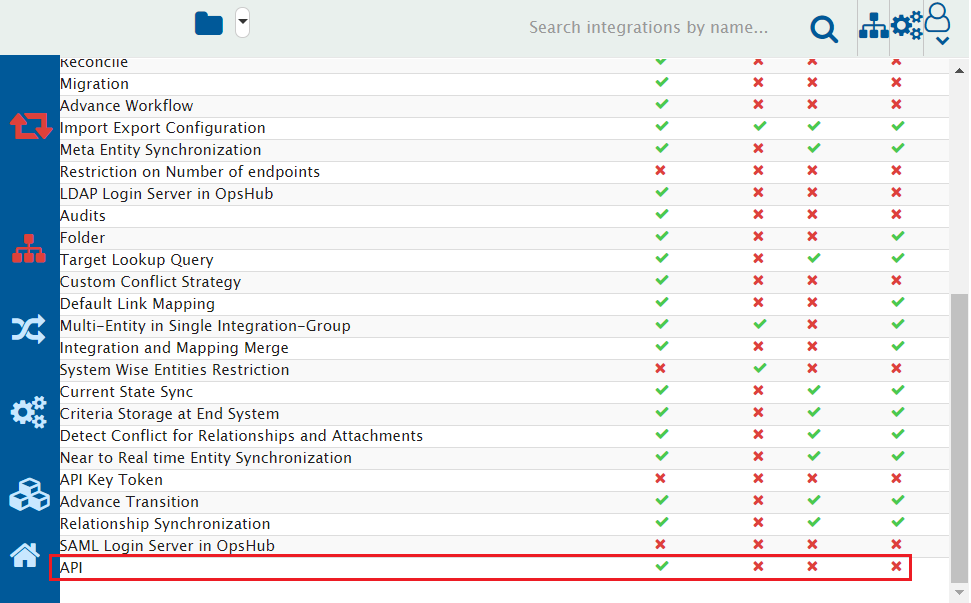 Search integrations by name...
Reconcile
Migration
Advance Workflow
Import Export Configuration
Meta Entity Synchronization
Restriction on Number of endpoints
LDAP Login Server in OpsHub
Audits
Folder
Target Lookup Query
Custom Conflict Strategy
Default Link Mapping
Multi-Entity in Single Integration-Group
Integration and Mapping Merge
System Wise Entities Restriction
Current State Sync
Criteria Storage at End System
Detect Conflict for Relationships and Attachments
Near to Real time Entity Synchronization
API Key Token
Advance Transition
Relationship Synchronization
SAML Login Server in OpsHub
API